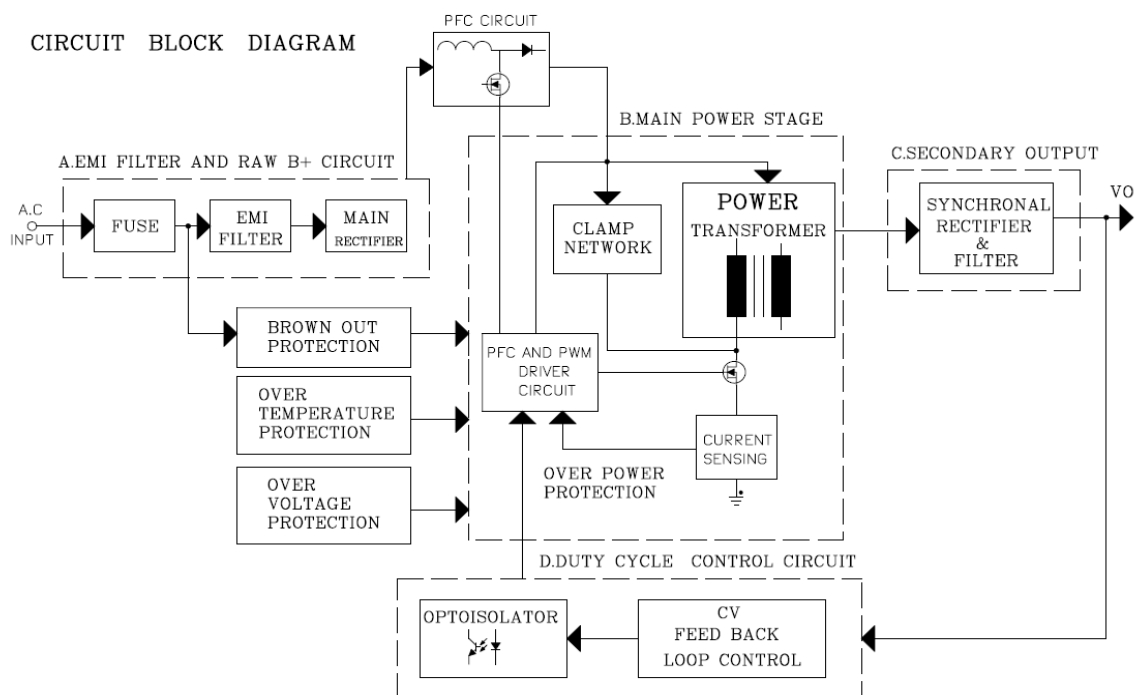 PFC CIRCUIT
CIRCUIT BLOCK DIAGRAM
B.MAIN POWER STAGE
A.EMI FILTER AND RAW B+ CIRCUIT
C.SECONDARY OUTPUT
A.C
INPUT
FUSE
EMI
FILTER
MAIN
RECTIFIER
CLAMP
NETWORK
POWER
TRANSFORMER
SYNCHRONAL
RECTIFIER
&
FILTER
VO
BROWN OUT
PROTECTION
PFC AND PWM
DRIVER
CIRCUIT
OVER
TEMPERATURE
PROTECTION
CURRENT
SENSING
OVER POWER
PROTECTION
OVER
VOLTAGE
PROTECTION
D.DUTY CYCLE CONTROL CIRCUIT
OPTOISOLATOR
CV
FEED BACK
LOOP CONTROL